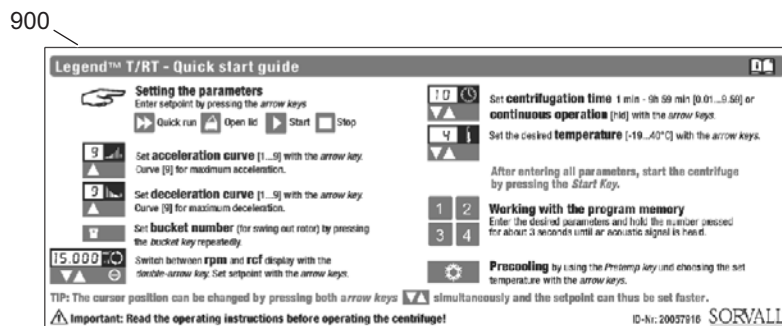 900
Legend™ T/RT - Quick start guide
Setting the parameters
Enter setpoint by pressing the arrow keys
Quick run Open lid Start Stop
9
Set acceleration curve [1...9] with the arrow key.
Curve [9] for maximum acceleration.
9
Set deceleration curve [1...9] with the arrow key.
Curve [9] for maximum deceleration.
Set bucket number (for swing out rotor) by pressing
the bucket key repeatedly.
15.000
Switch between rpm and rcf display with the
double-arrow key. Set setpoint with the arrow keys.
10
Set centrifugation time 1 min - 9h 59 min [0.01...9.59] or
continuous operation [hld] with the arrow keys.
4
Set the desired temperature [-19...40°C] with the arrow keys.
After entering all parameters, start the centrifuge
by pressing the Start Key.
1 2
3 4
Working with the program memory
Enter the desired parameters and hold the number pressed
for about 3 seconds until an acoustic signal is head.
Precooling by using the Pretemp key und choosing the set
temperature with the arrow keys.
TIP: The cursor position can be changed by pressing both arrow keys simultaneously and the setpoint can thus be set faster.
Important: Read the operating instructions before operating the centrifuge!
ID-Nr: 20057916 SORVALL